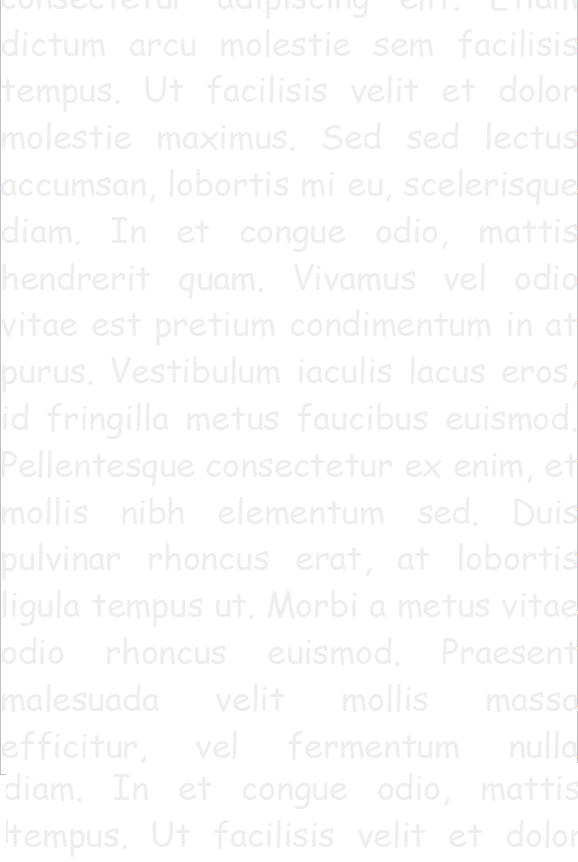 consectetur adipiscing elit. Etiam
dictum arcu molestie sem facilisis
tempus. Ut facilisis velit et dolor
molestie maximus. Sed sed lectus
accumsan, lobortis mi eu, scelerisque
diam. In et congue odio, mattis
hendrerit quam. Vivamus vel odio
vitae est pretium condimentum in at
purus. Vestibulum iaculis lacus eros,
id fringilla metus faucibus euismod.
Pellentesque consectetur ex enim, et
mollis nibh elementum sed. Duis
pulvinar rhoncus erat, at lobortis
ligula tempus ut. Morbi a metus vitae
odio rhoncus euismod. Praesent
malesuada velit mollis massa
efficitur, vel fermentum nulla
diam. In et congue odio, mattis
tempus. Ut facilisis velit et dolor